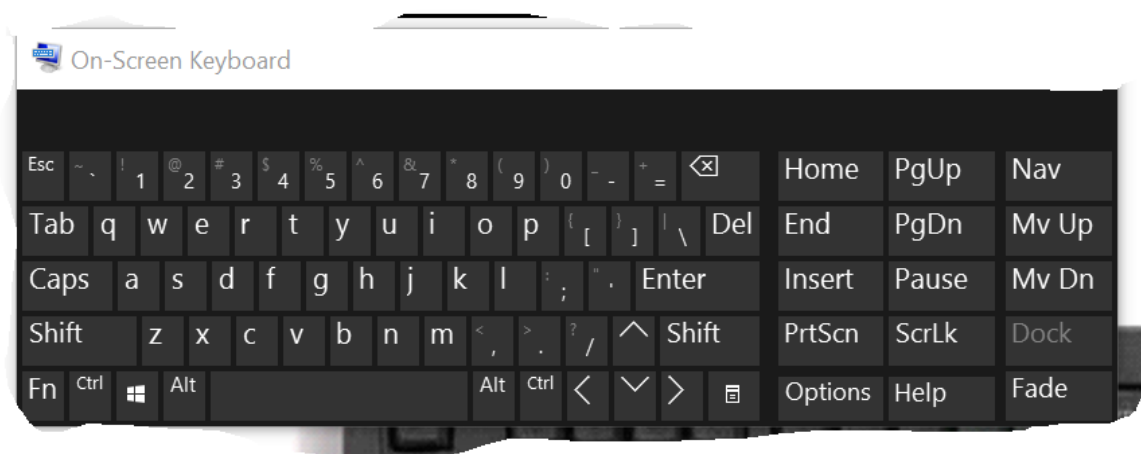 On-Screen Keyboard
Esc ~ ` ! 1 @ 2 # 3 $ 4 % 5 ^ 6 & 7 * 8 ( 9 ) 0 _ - + = Home PgUp Nav
Tab q w e r t y u i o p { [ } ] | \ Del End PgDn Mv Up
Caps a s d f g h j k l : ; " ' Enter Insert Pause Mv Dn
Shift z x c v b n m < , > . ? / Shift PrtScn ScrLk Dock
Fn Ctrl Alt Alt Ctrl Options Help Fade